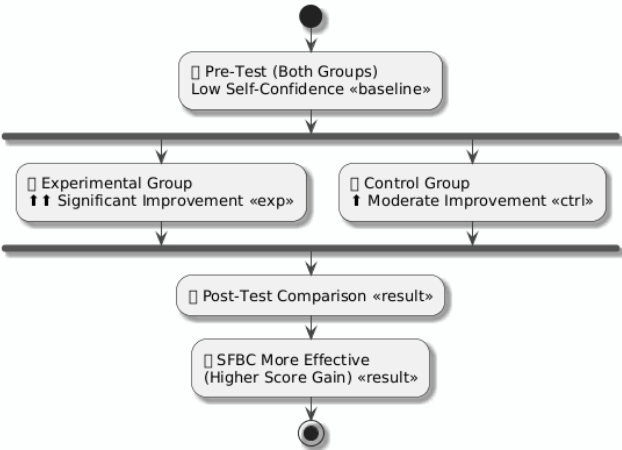 Pre-Test (Both Groups)
Low Self-Confidence «baseline»
Experimental Group
⬆⬆ Significant Improvement «exp»
Control Group
⬆ Moderate Improvement «ctrl»
Post-Test Comparison «result»
SFBC More Effective
(Higher Score Gain) «result»